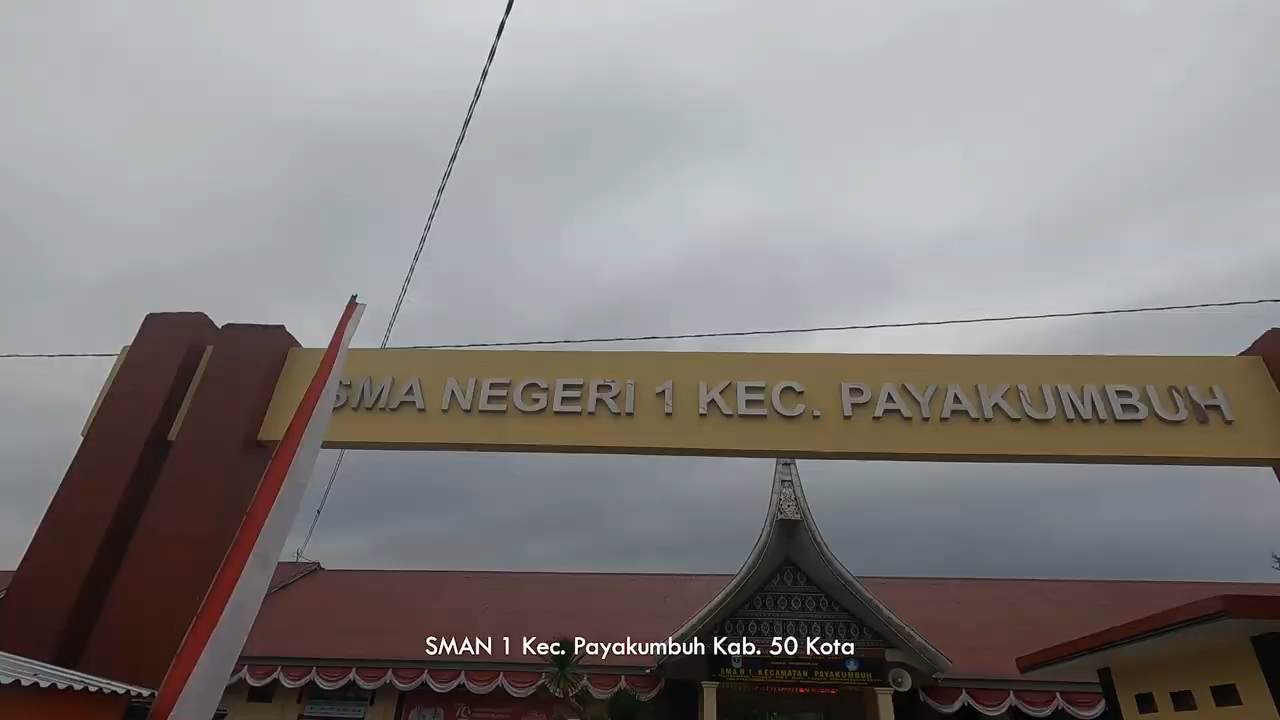 SMA NEGERI 1 KEC. PAYAKUMBUH
SMAN 1 Kec. Payakumbuh Kab. 50 Kota
SMAN 1 KECAMATAN PAYAKUMBUH